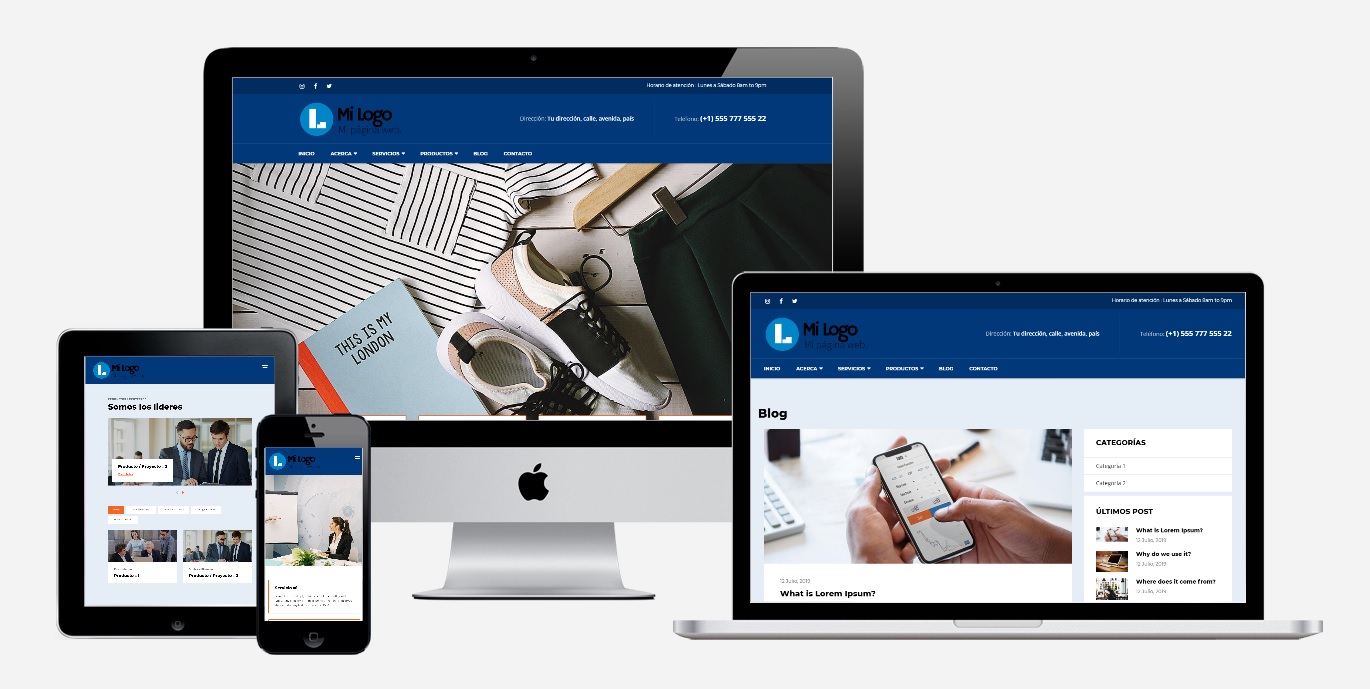 Horario de atención : Lunes a Sábado 8am to 9pm
Mi Logo
Mi página web.
Dirección: Tu dirección, calle, avenida, país
Teléfono: (+1) 555 777 555 22
INICIO ACERCA SERVICIOS PRODUCTOS BLOG CONTACTO
THIS IS MY
LONDON
Mi Logo
Somos los líderes
Producto / Proyecto : 3
Producto : 1
Producto / Proyecto : 3
Mi Logo
Horario de atención : Lunes a Sábado 8am to 9pm
Mi Logo
Mi página web.
Dirección: Tu dirección, calle, avenida, país
Teléfono: (+1) 555 777 555 22
INICIO ACERCA SERVICIOS PRODUCTOS BLOG CONTACTO
Blog
12 Julio, 2019
What is Lorem Ipsum?
CATEGORÍAS
Categoría 1
Categoría 2
ÚLTIMOS POST
What is Lorem Ipsum?
12 Julio, 2019
Why do we use it?
12 Julio, 2019
Where does it come from?
12 Julio, 2019